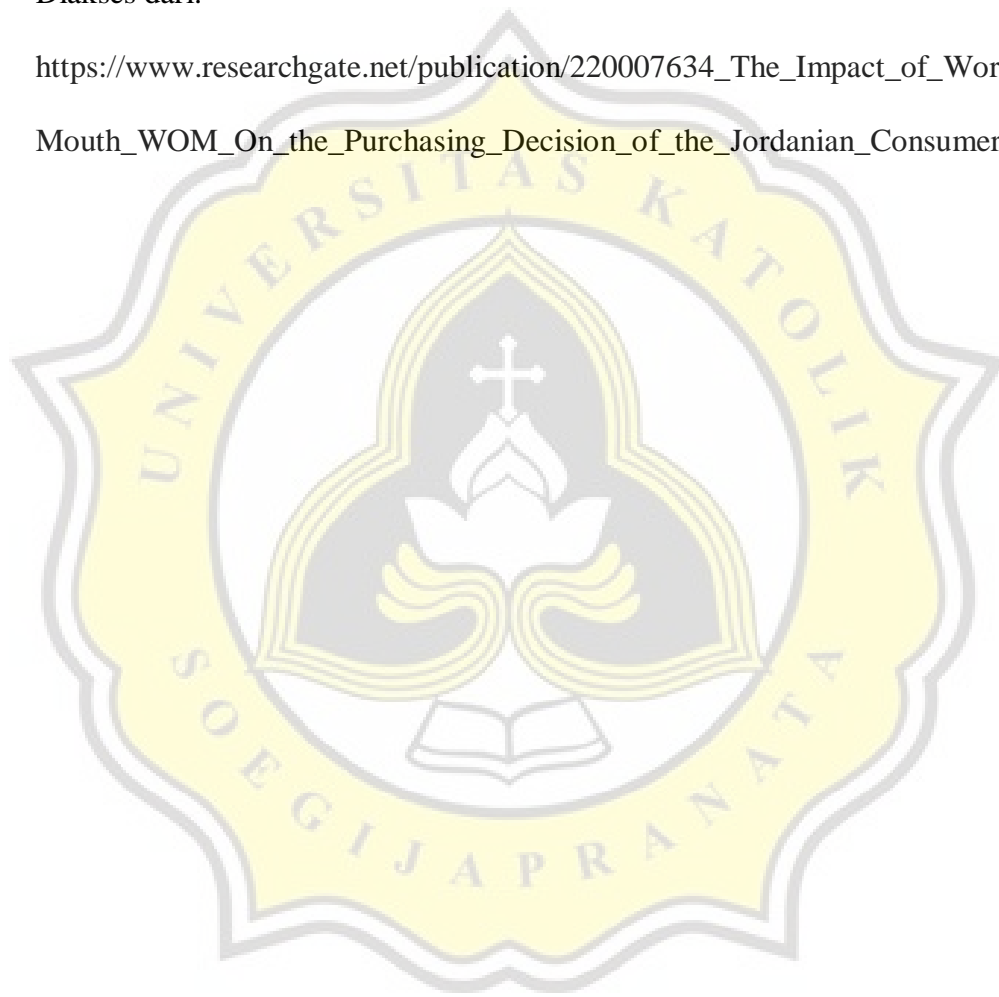 Diakses dari:
https://www.researchgate.net/publication/220007634_The_Impact_of_Wor
Mouth_WOM_On_the_Purchasing_Decision_of_the_Jordanian_Consumer
UNIVERSITAS KATOLIK
SOEGIJAPRANATA